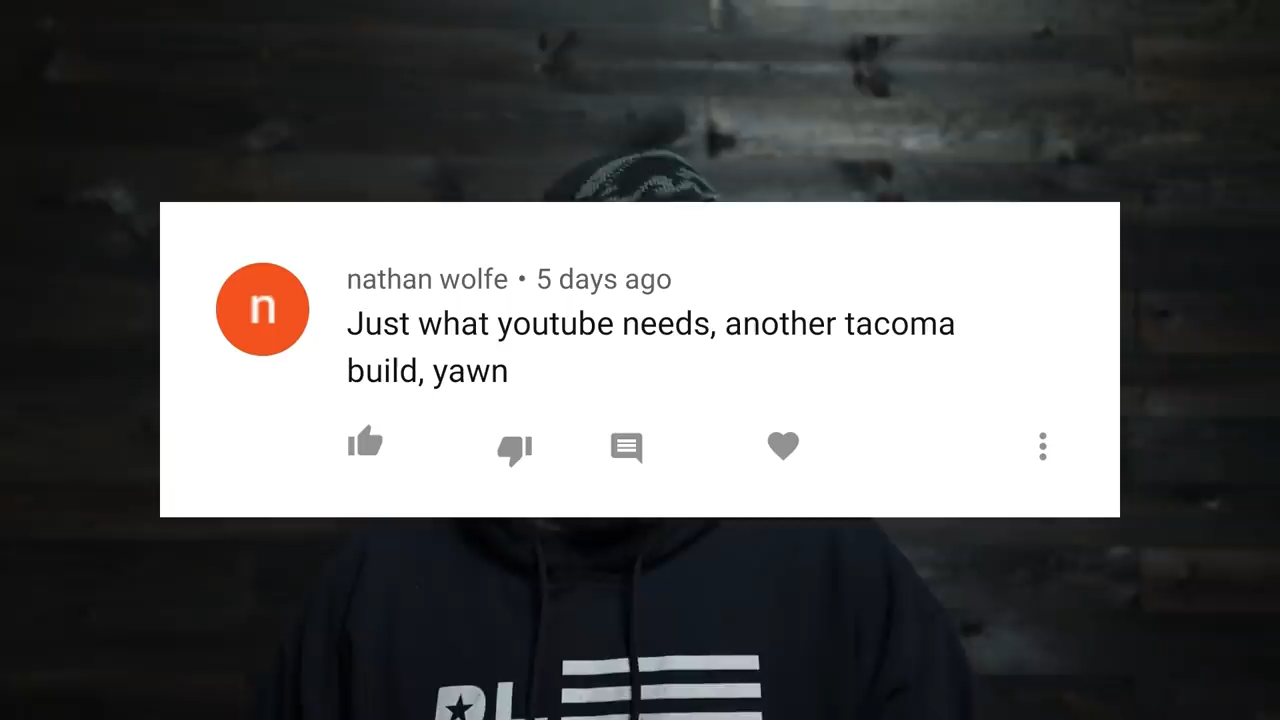 nathan wolfe • 5 days ago
Just what youtube needs, another tacoma
build, yawn
n